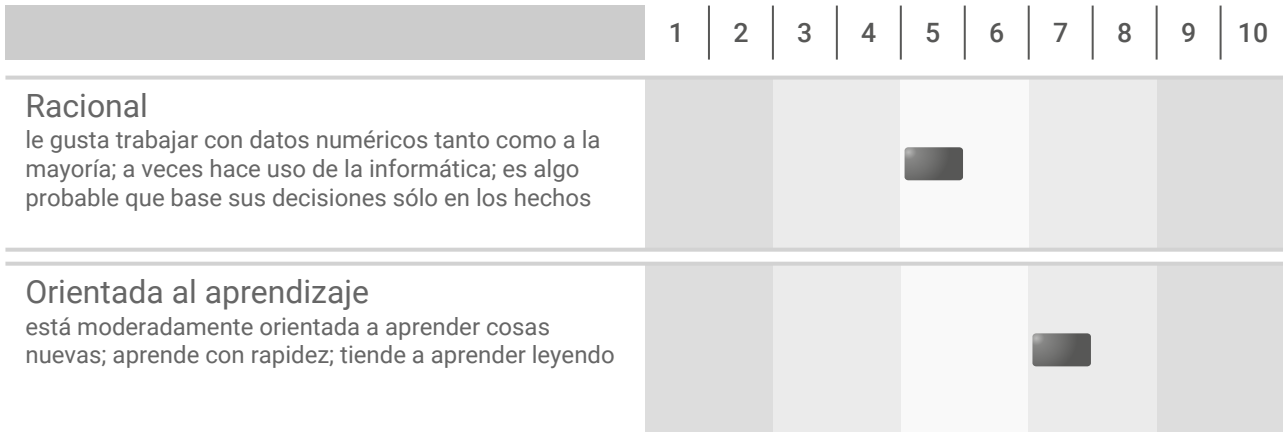 1 2 3 4 5 6 7 8 9 10
Racional
le gusta trabajar con datos numéricos tanto como a la
mayoría; a veces hace uso de la informática; es algo
probable que base sus decisiones sólo en los hechos
Orientada al aprendizaje
está moderadamente orientada a aprender cosas
nuevas; aprende con rapidez; tiende a aprender leyendo